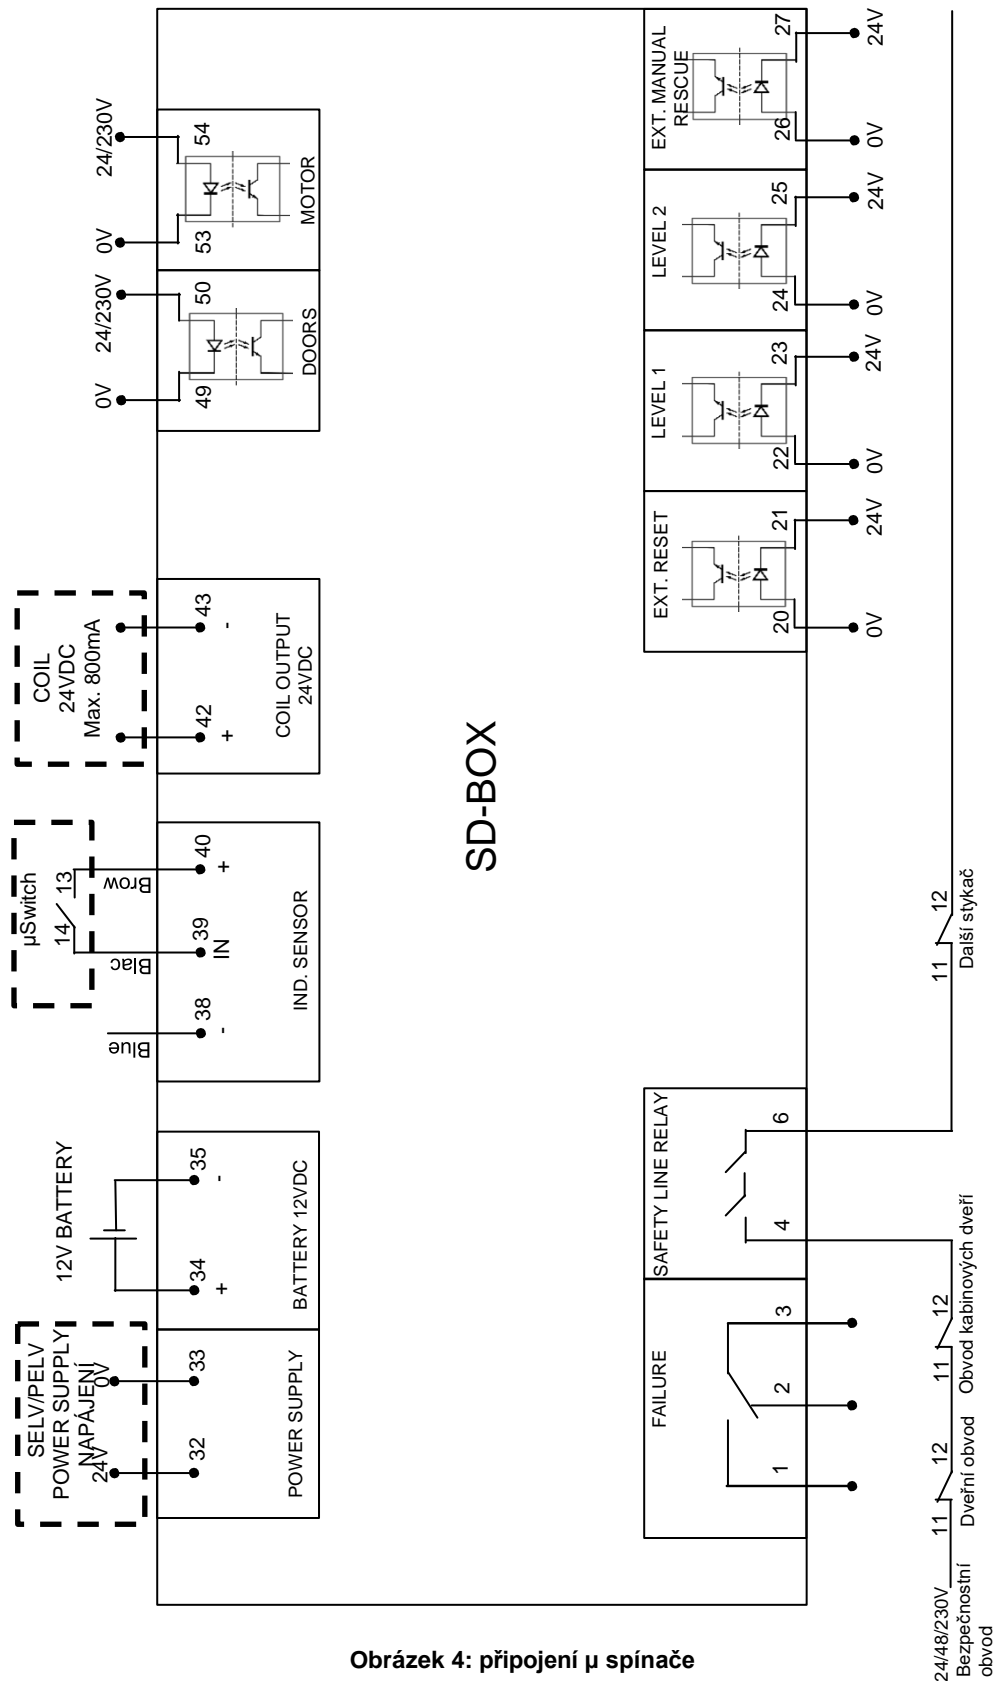 SELV/PELV
POWER SUPPLY
NAPÁJENÍ
24V
0V
32
33
POWER SUPPLY
12V BATTERY
34
35
+
-
BATTERY 12VDC
µSwitch
14
13
Blue
Blac
Brow
38
39
40
-
IN
+
IND. SENSOR
COIL
24VDC
Max. 800mA
42
43
+
-
COIL OUTPUT
24VDC
0V
24/230V
49
50
DOORS
0V
24/230V
53
54
MOTOR
SD-BOX
FAILURE
1
2
3
SAFETY LINE RELAY
4
6
EXT. RESET
20
21
0V
24V
LEVEL 1
22
23
0V
24V
LEVEL 2
24
25
0V
24V
EXT. MANUAL
RESCUE
26
27
0V
24V
24/48/230V
Bezpečnostní
obvod
11
12
Dveřní obvod
11
12
Obvod kabinových dveří
11
12
Další stykač
Obrázek 4: připojení µ spínače